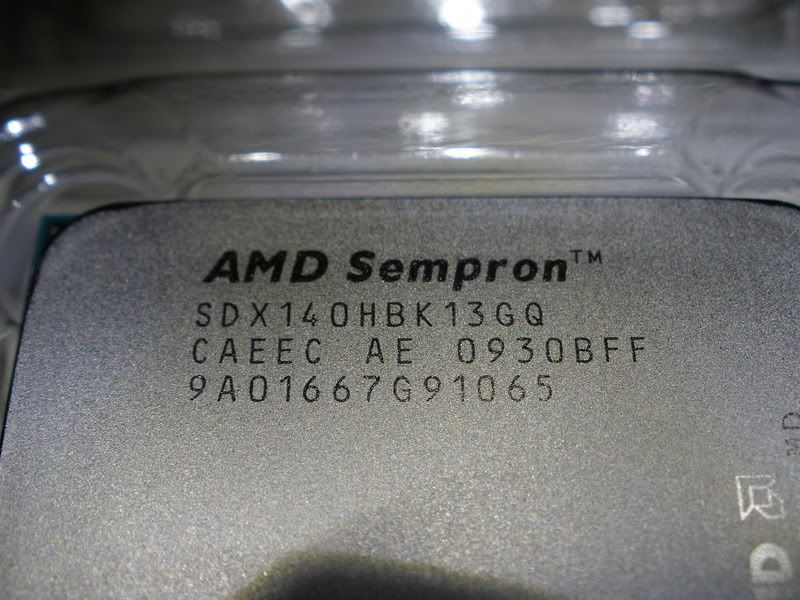 AMD Sempron™
SDX140HBK13GQ
CAEEC AE 0930BFF
9A01667G91065